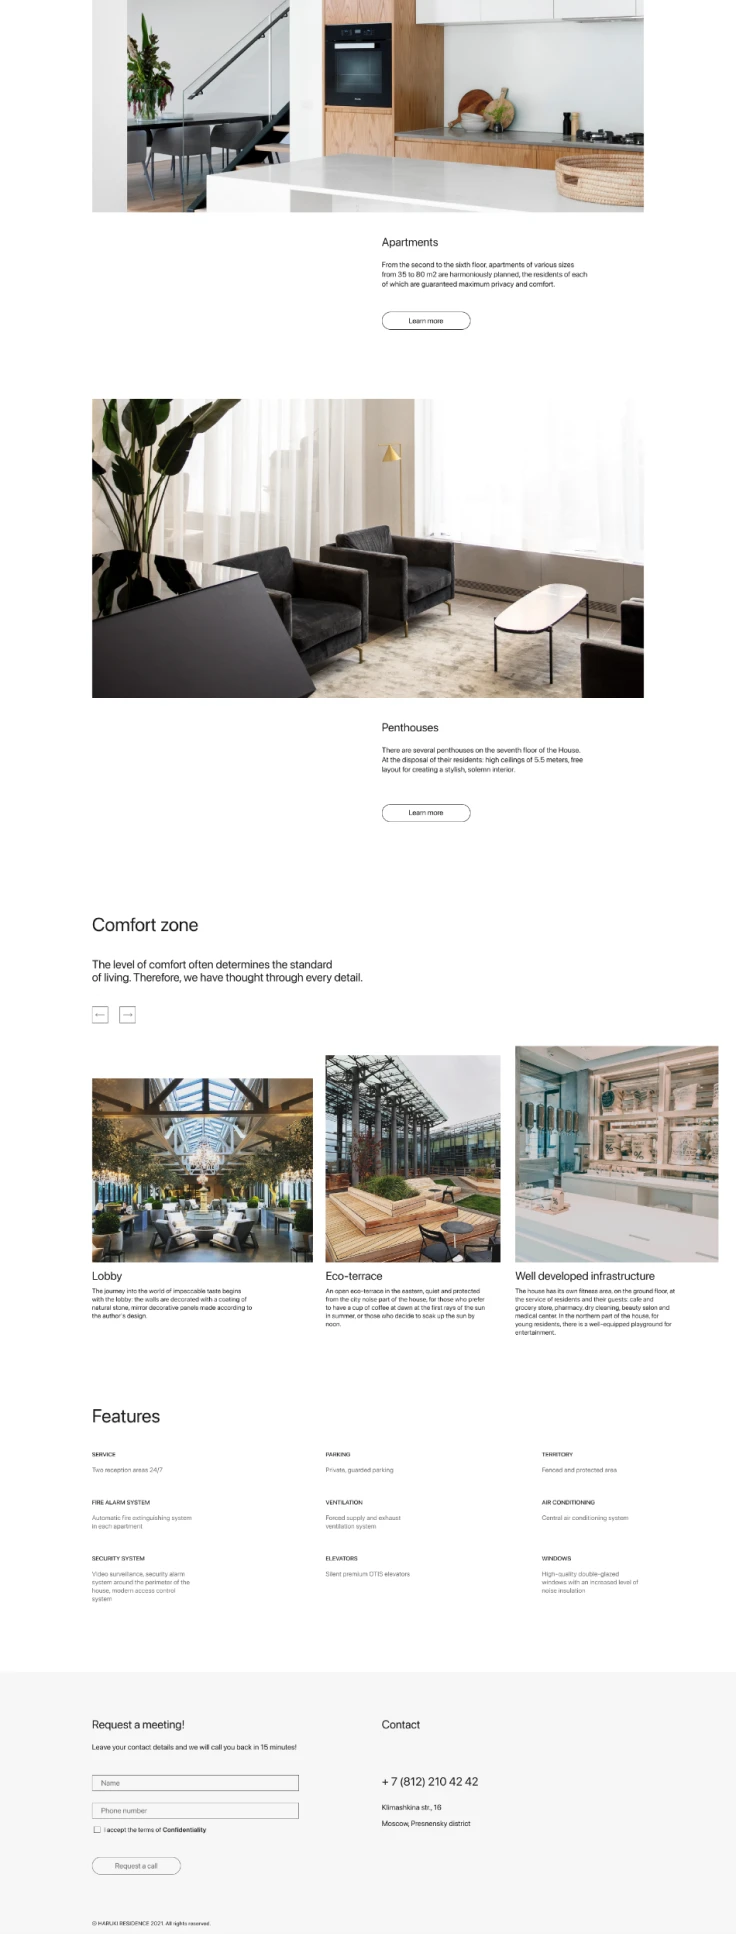 Apartments
From the second to the sixth floor, apartments of various sizes
from 35 to 80 m2 are harmoniously planned, the residents of each
of which are guaranteed maximum privacy and comfort.
Learn more
Penthouses
There are several penthouses on the seventh floor of the House.
At the disposal of their residents: high ceilings of 5.5 meters, free
layout for creating a stylish, solemn interior.
Learn more
Comfort zone
The level of comfort often determines the standard
of living. Therefore, we have thought through every detail.
Lobby
The journey into the world of impeccable taste begins
with the lobby: the walls are decorated with a coating of
natural stone, mirror decorative panels made according to
the author's design.
Eco-terrace
An open eco-terrace in the eastern, quiet and protected
from the city noise part of the house, for those who prefer
to have a cup of coffee at dawn at the first rays of the sun
in summer, or those who decide to soak up the sun by
noon.
Well developed infrastructure
The house has its own fitness area, on the ground floor, at
the service of residents and their guests: cafe and
grocery store, pharmacy, dry cleaning, beauty salon and
medical center. In the northern part of the house, for
young residents, there is a well-equipped playground for
entertainment.
Features
SERVICE
Two reception areas 24/7
PARKING
Private, guarded parking
TERRITORY
Fenced and protected area
FIRE ALARM SYSTEM
Automatic fire extinguishing system
in each apartment
VENTILATION
Forced supply and exhaust
ventilation system
AIR CONDITIONING
Central air conditioning system
SECURITY SYSTEM
Video surveillance, security alarm
system around the perimeter of the
house, modern access control
system
ELEVATORS
Silent premium OTIS elevators
WINDOWS
High-quality double-glazed
windows with an increased level of
noise insulation
Request a meeting!
Leave your contact details and we will call you back in 15 minutes!
Name
Phone number
I accept the terms of Confidentiality
Request a call
Contact
+ 7 (812) 210 42 42
Klimashkina str., 16
Moscow, Presnensky district
© HARUKI RESIDENCE 2021. All rights reserved.